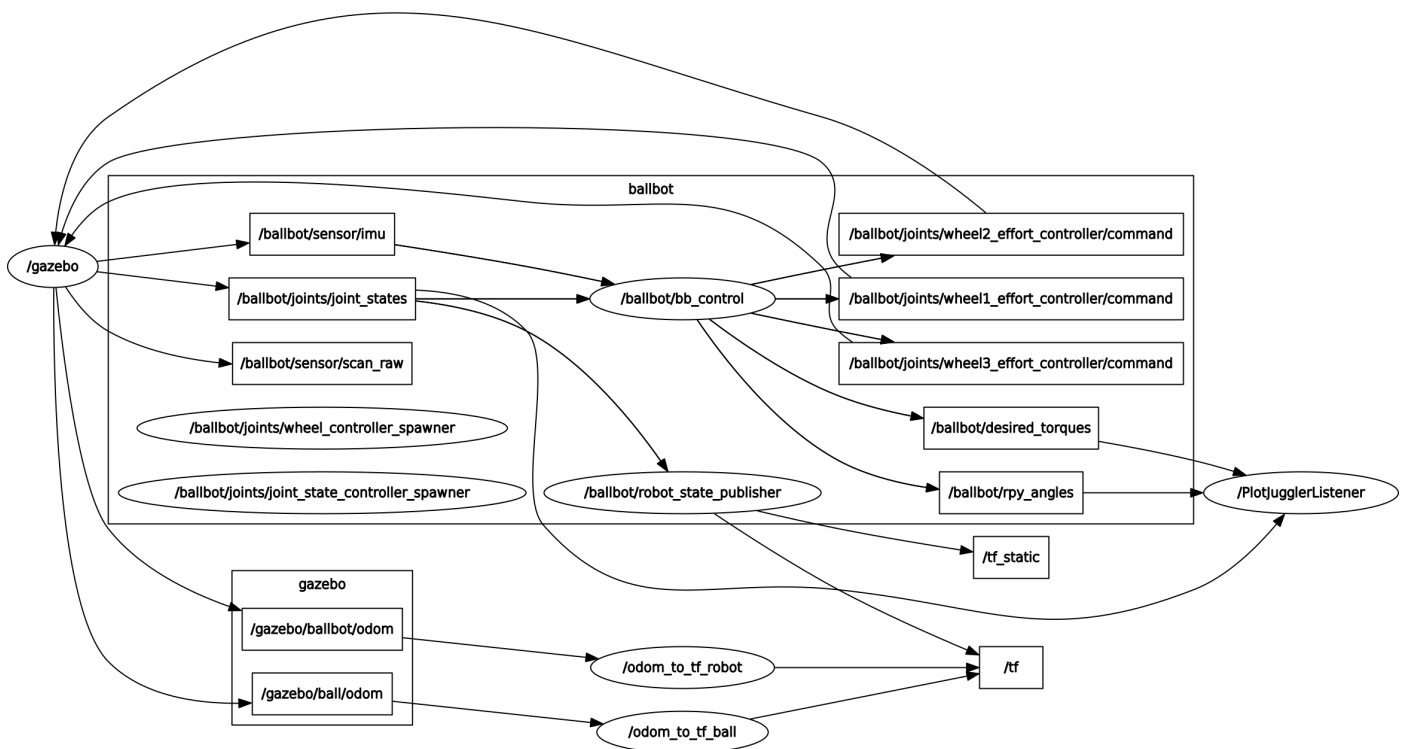 ballbot
/ballbot/sensor/imu
/ballbot/joints/wheel2_effort_controller/command
/gazebo
/ballbot/joints/joint_states
/ballbot/bb_control
/ballbot/joints/wheel1_effort_controller/command
/ballbot/sensor/scan_raw
/ballbot/joints/wheel3_effort_controller/command
/ballbot/joints/wheel_controller_spawner
/ballbot/desired_torques
/ballbot/joints/joint_state_controller_spawner
/ballbot/robot_state_publisher
/ballbot/rpy_angles
/PlotJugglerListener
/tf_static
gazebo
/gazebo/ballbot/odom
/odom_to_tf_robot
/tf
/gazebo/ball/odom
/odom_to_tf_ball